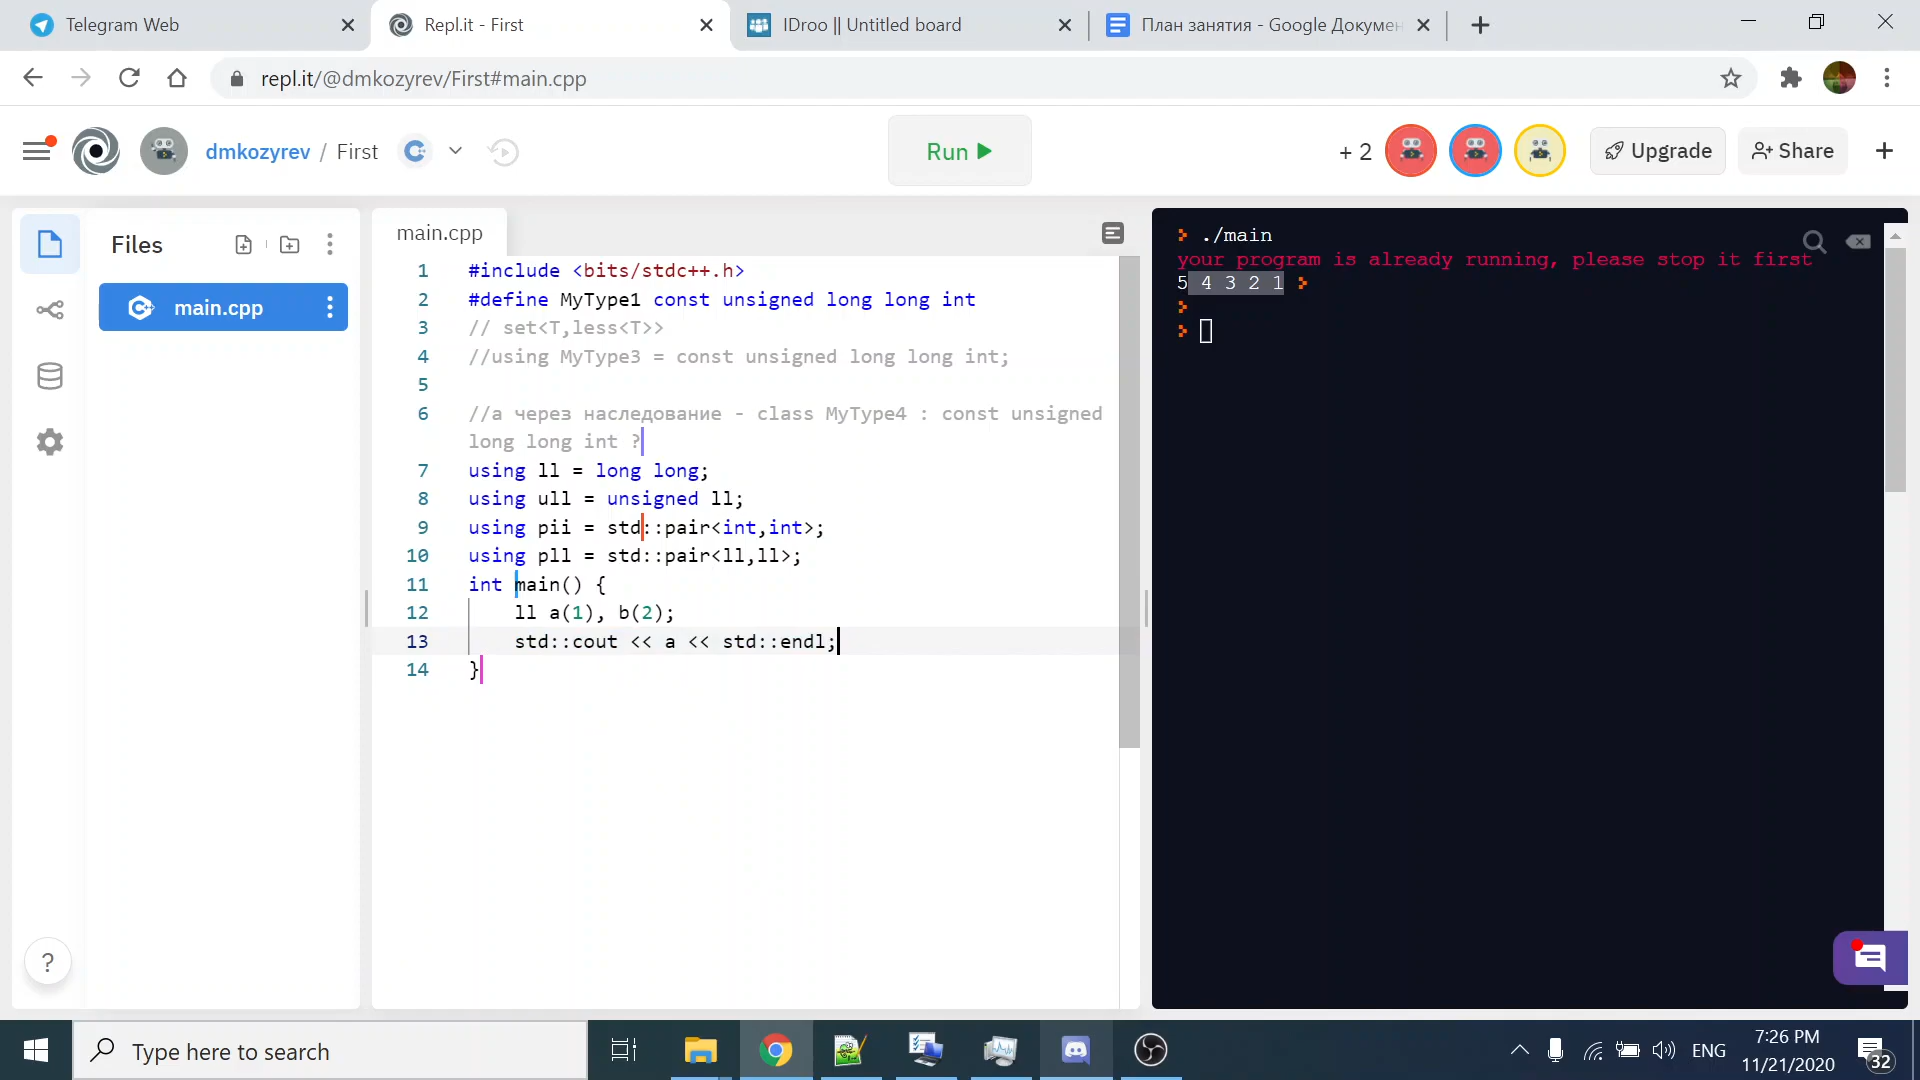 Telegram Web
Repl.it - First
IDroo || Untitled board
План занятия - Google Докумен
repl.it/@dmkozyrev/First#main.cpp
dmkozyrev / First
Run
+ 2
Upgrade
Share
Files
main.cpp
main.cpp
1 #include <bits/stdc++.h>
2 #define MyType1 const unsigned long long int
3 // set<T,less<T>>
4 //using MyType3 = const unsigned long long int;
5
6 //а через наследование - class MyType4 : const unsigned
long long int ?
7 using ll = long long;
8 using ull = unsigned ll;
9 using pii = std::pair<int,int>;
10 using pll = std::pair<ll,ll>;
11 int main() {
12 ll a(1), b(2);
13 std::cout << a << std::endl;
14 }
./main
your program is already running, please stop it first
5 4 3 2 1
?
Type here to search
ENG
7:26 PM
11/21/2020
32